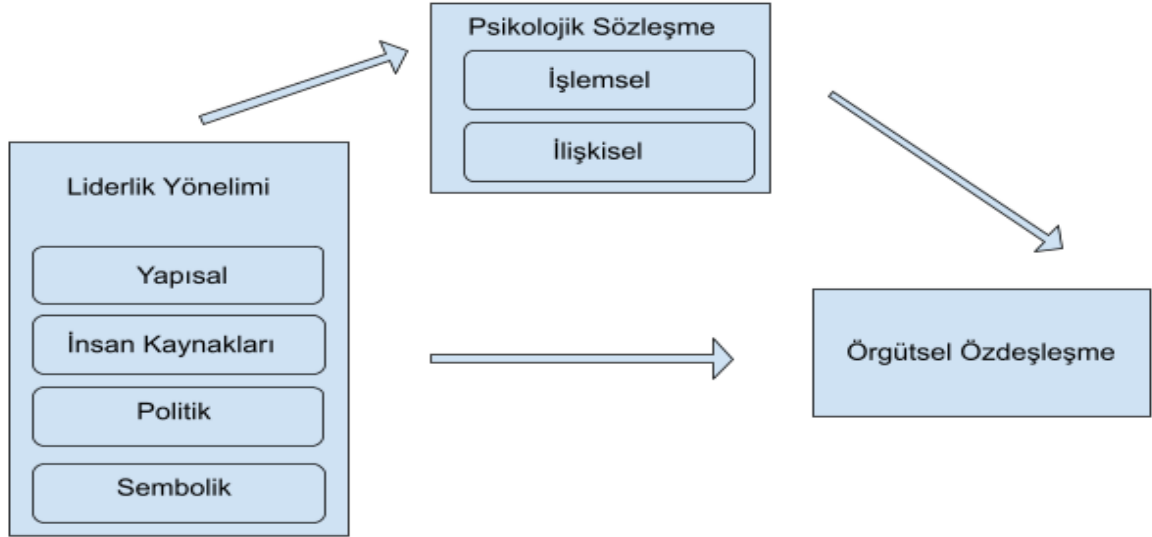 Psikolojik Sözleşme
İşlemsel
İlişkisel
Liderlik Yönelimi
Yapısal
İnsan Kaynakları
Politik
Sembolik
Örgütsel Özdeşleşme